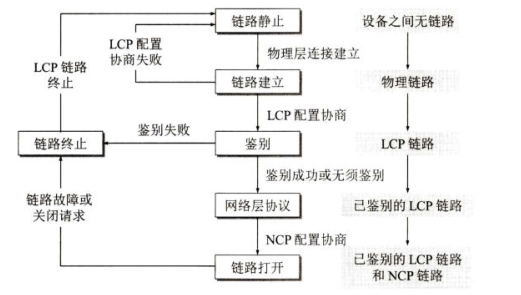 链路静止
设备之间无链路
LCP 配置
协商失败
物理层连接建立
LCP 链路
终止
链路建立
物理链路
LCP 配置协商
鉴别失败
链路终止
鉴别
LCP 链路
鉴别成功或无须鉴别
链路故障或
关闭请求
网络层协议
已鉴别的 LCP 链路
NCP 配置协商
链路打开
已鉴别的 LCP 链路
和 NCP 链路